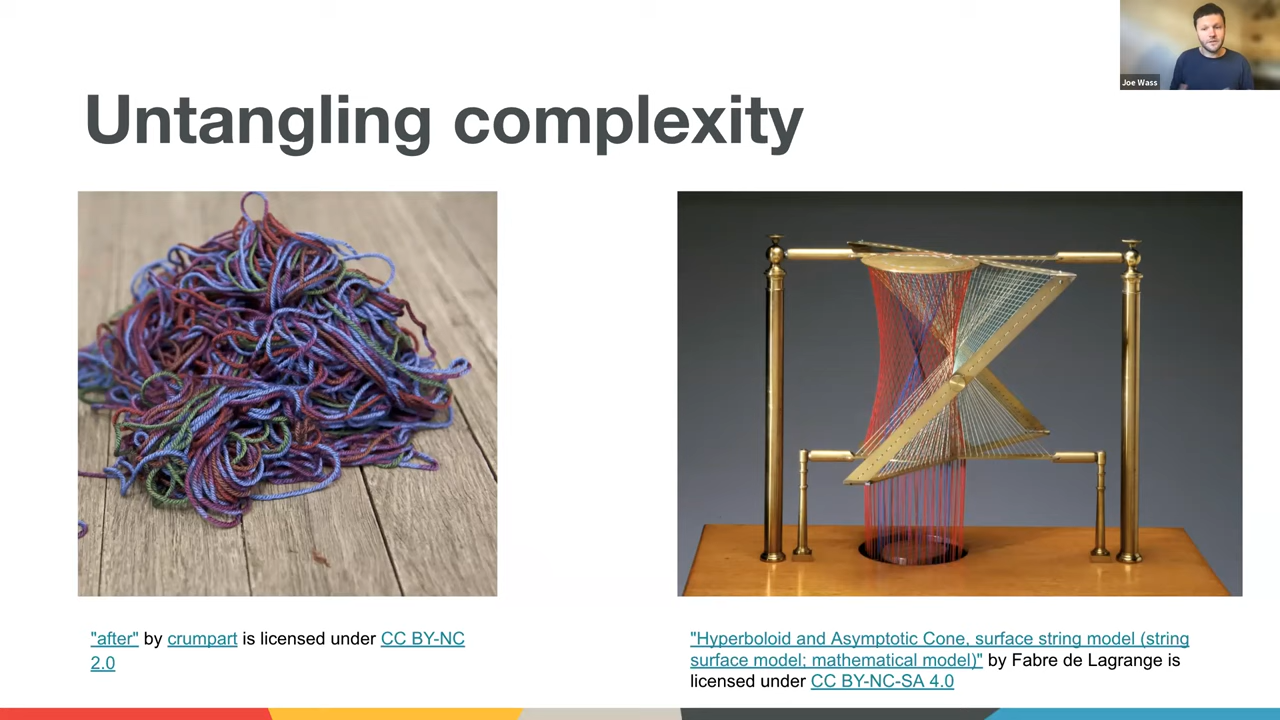 Joe Wass
Untangling complexity
"after" by crumpart is licensed under CC BY-NC
2.0
"Hyperboloid and Asymptotic Cone, surface string model (string
surface model; mathematical model)" by Fabre de Lagrange is
licensed under CC BY-NC-SA 4.0